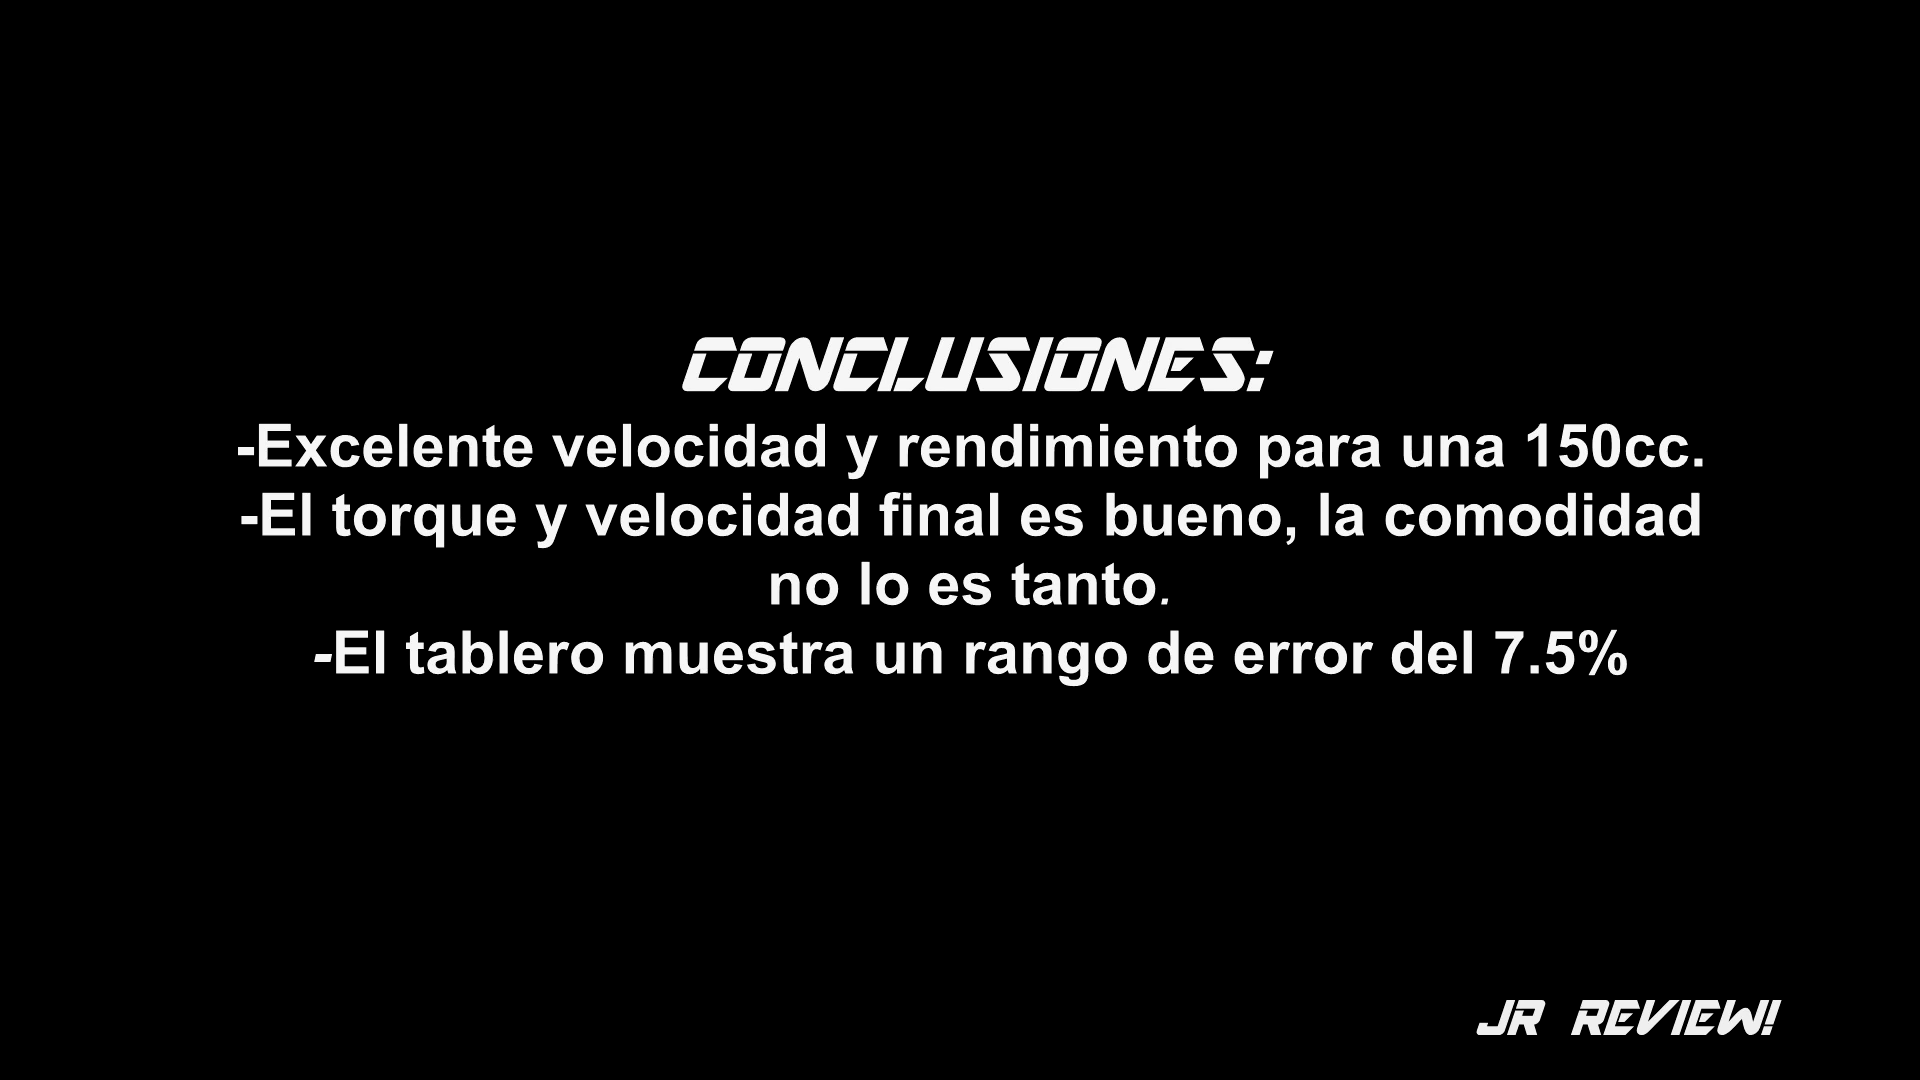 CONCLUSIONES:
-Excelente velocidad y rendimiento para una 150cc.
-El torque y velocidad final es bueno, la comodidad
no lo es tanto.
-El tablero muestra un rango de error del 7.5%
JR REVIEW!